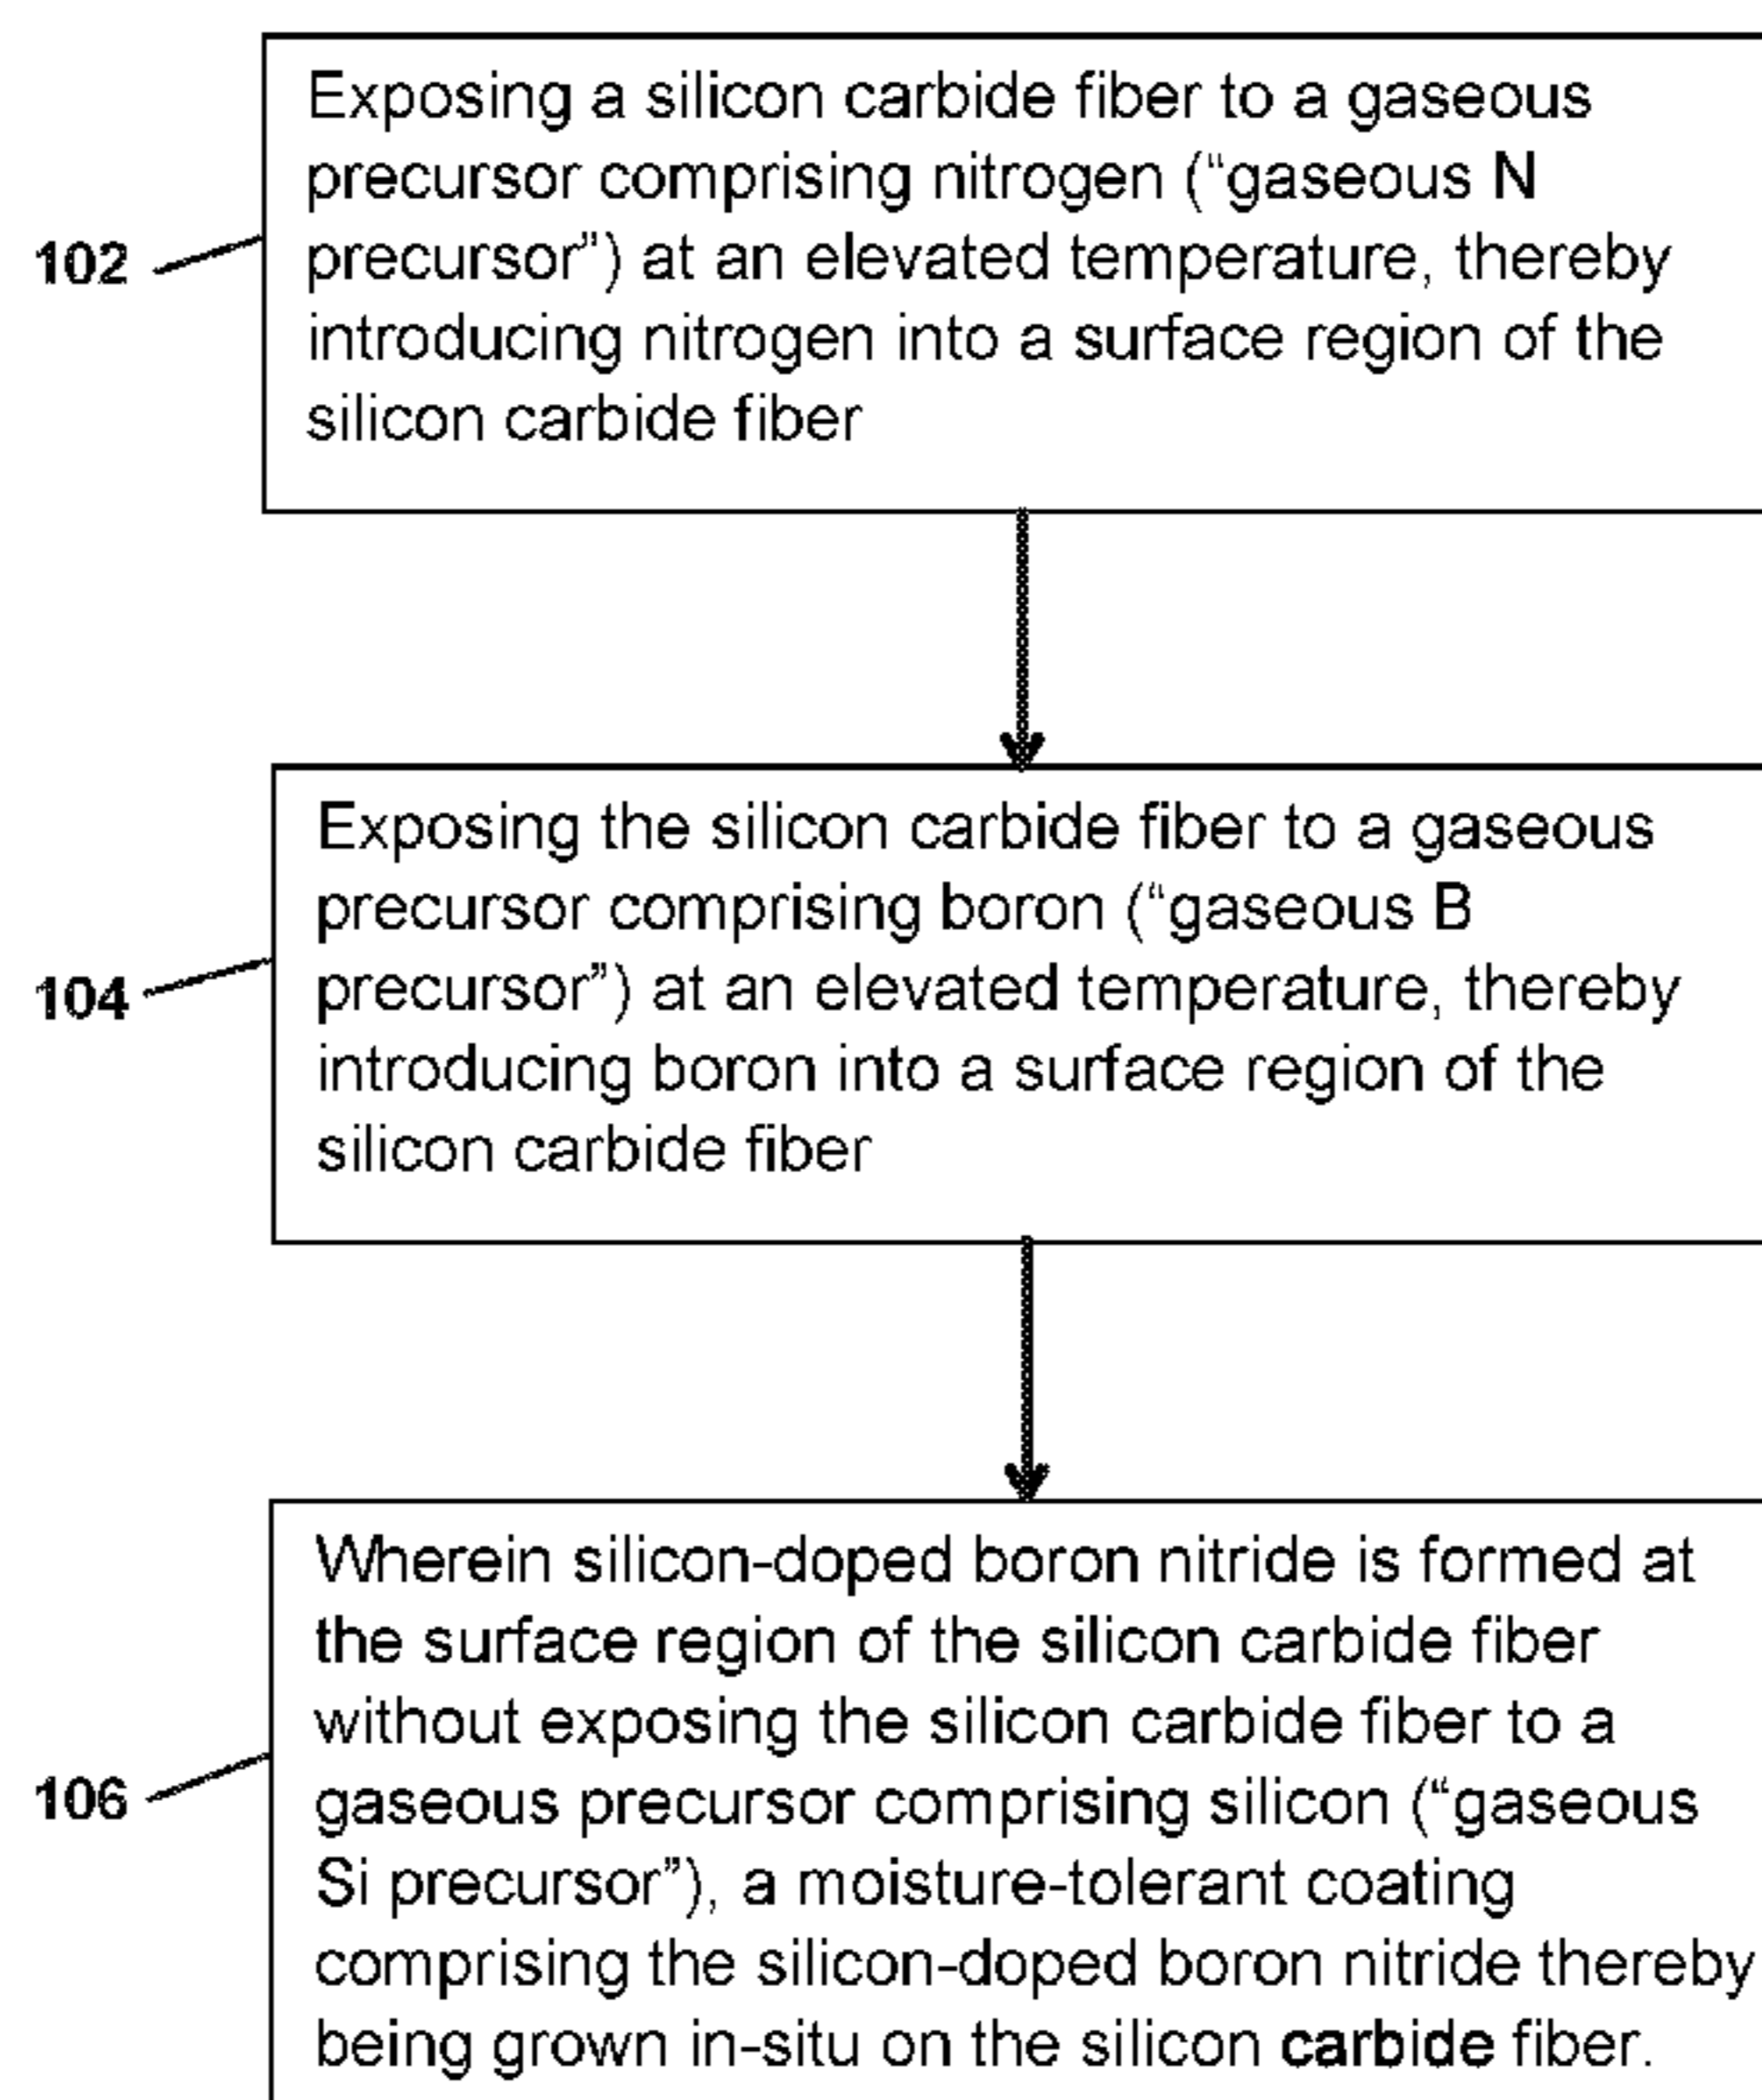 Exposing a silicon carbide fiber to a gaseous
precursor comprising nitrogen (“gaseous N
102
precursor”) at an elevated temperature, thereby
introducing nitrogen into a surface region of the
silicon carbide fiber
Exposing the silicon carbide fiber to a gaseous
precursor comprising boron (“gaseous B
104
precursor”) at an elevated temperature, thereby
introducing boron into a surface region of the
silicon carbide fiber
Wherein silicon-doped boron nitride is formed at
the surface region of the silicon carbide fiber
without exposing the silicon carbide fiber to a
106
gaseous precursor comprising silicon (“gaseous
Si precursor”), a moisture-tolerant coating
comprising the silicon-doped boron nitride thereby
being grown in-situ on the silicon carbide fiber.